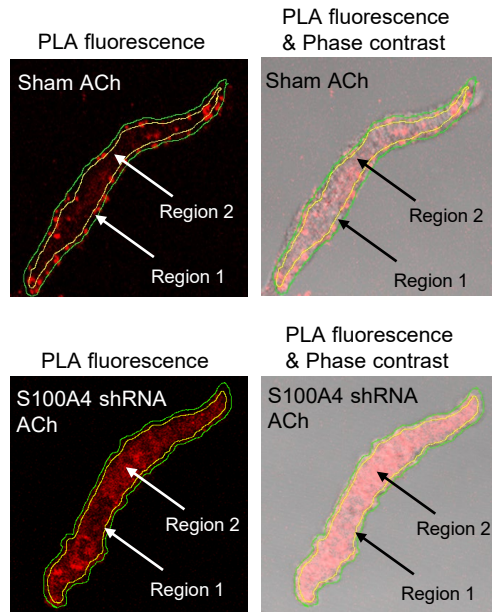 PLA fluorescence
PLA fluorescence
& Phase contrast
Sham ACh
Region 2
Region 1
Sham ACh
Region 2
Region 1
PLA fluorescence
PLA fluorescence
& Phase contrast
S100A4 shRNA
ACh
Region 2
Region 1
S100A4 shRNA
ACh
Region 2
Region 1